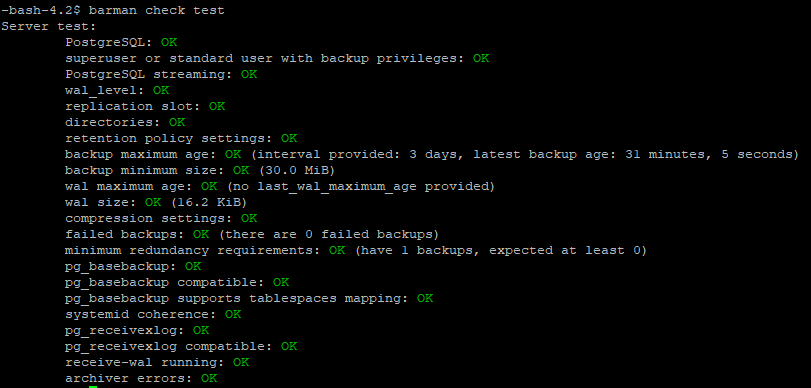 -bash-4.2$ barman check test
Server test:
PostgreSQL: OK
superuser or standard user with backup privileges: OK
PostgreSQL streaming: OK
wal_level: OK
replication slot: OK
directories: OK
retention policy settings: OK
backup maximum age: OK (interval provided: 3 days, latest backup age: 31 minutes, 5 seconds)
backup minimum size: OK (30.0 MiB)
wal maximum age: OK (no last_wal_maximum_age provided)
wal size: OK (16.2 KiB)
compression settings: OK
failed backups: OK (there are 0 failed backups)
minimum redundancy requirements: OK (have 1 backups, expected at least 0)
pg_basebackup: OK
pg_basebackup compatible: OK
pg_basebackup supports tablespaces mapping: OK
systemid coherence: OK
pg_receivexlog: OK
pg_receivexlog compatible: OK
receive-wal running: OK
archiver errors: OK